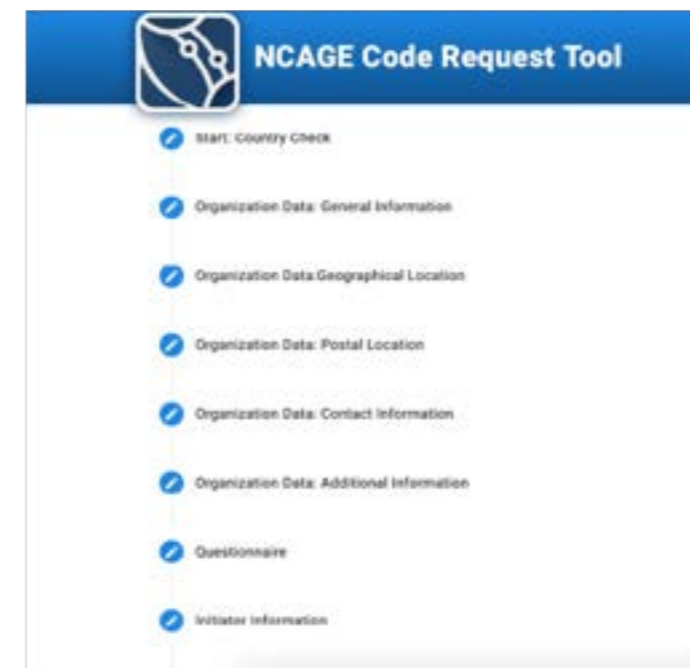 NCAGE Code Request Tool
Start: Country Check
Organization Data: General Information
Organization Data:Geographical Location
Organization Data: Postal Location
Organization Data: Contact Information
Organization Data: Additional Information
Questionnaire
Initiator Information